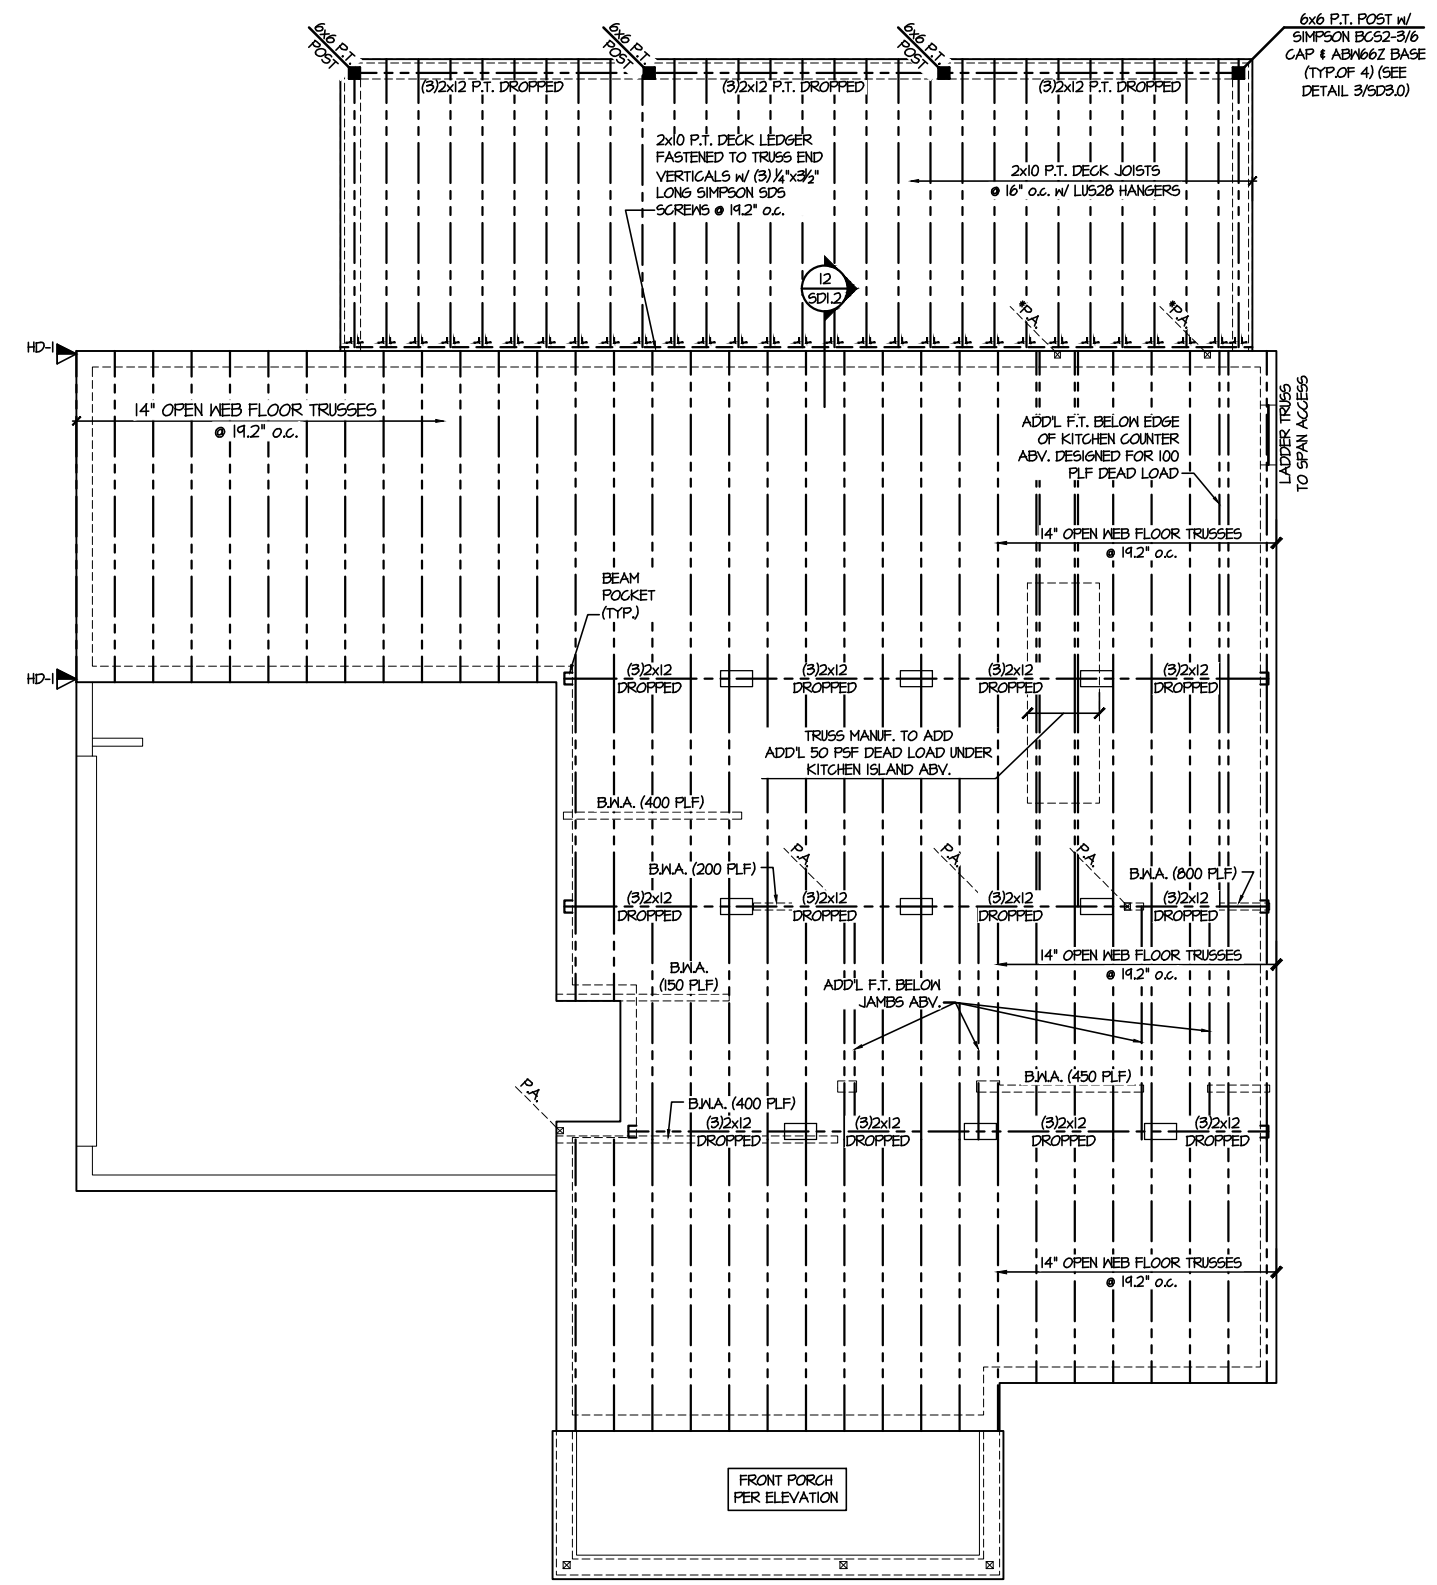 6x6 P.T.
POST
6x6 P.T.
POST
6x6 P.T.
POST
6x6 P.T. POST w/
SIMPSON BCS2-3/6
CAP & ABW66Z BASE
(TYP.OF 4) (SEE
DETAIL 3/SD3.0)
(3)2x12 P.T. DROPPED
(3)2x12 P.T. DROPPED
(3)2x12 P.T. DROPPED
2x10 P.T. DECK LEDGER
FASTENED TO TRUSS END
VERTICALS W/ (3) 1/4"x3 1/2"
LONG SIMPSON SDS
SCREWS @ 19.2" o.c.
2x10 P.T. DECK JOISTS
@ 16" o.c. W/ LUS28 HANGERS
12
SD1.2
*P.A.
*P.A.
HD-1
14" OPEN WEB FLOOR TRUSSES
@ 19.2" o.c.
LADDER TRUSS
TO SPAN ACCESS
ADD'L F.T. BELOW EDGE
OF KITCHEN COUNTER
ABV. DESIGNED FOR 100
PLF DEAD LOAD
14" OPEN WEB FLOOR TRUSSES
@ 19.2" o.c.
BEAM
POCKET
(TYP.)
HD-1
(3)2x12
DROPPED
(3)2x12
DROPPED
(3)2x12
DROPPED
(3)2x12
DROPPED
TRUSS MANUF. TO ADD
ADD'L 50 PSF DEAD LOAD UNDER
KITCHEN ISLAND ABV.
B.W.A. (400 PLF)
P.A.
P.A.
P.A.
B.W.A. (200 PLF)
B.W.A. (800 PLF)
(3)2x12
DROPPED
(3)2x12
DROPPED
(3)2x12
DROPPED
(3)2x12
DROPPED
14" OPEN WEB FLOOR TRUSSES
@ 19.2" o.c.
B.W.A.
(150 PLF)
ADD'L F.T. BELOW
JAMBS ABV.
B.W.A. (450 PLF)
P.A.
B.W.A. (400 PLF)
(3)2x12
DROPPED
(3)2x12
DROPPED
(3)2x12
DROPPED
(3)2x12
DROPPED
14" OPEN WEB FLOOR TRUSSES
@ 19.2" o.c.
FRONT PORCH
PER ELEVATION